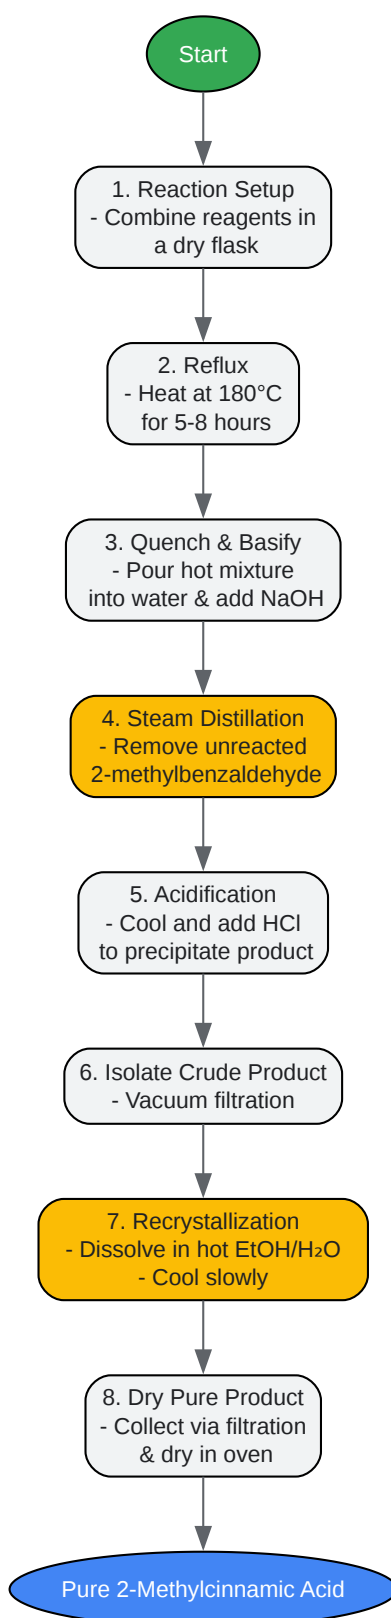 Start
1. Reaction Setup
- Combine reagents in
a dry flask
2. Reflux
- Heat at 180°C
for 5-8 hours
3. Quench & Basify
- Pour hot mixture
into water & add NaOH
4. Steam Distillation
- Remove unreacted
2-methylbenzaldehyde
5. Acidification
- Cool and add HCl
to precipitate product
6. Isolate Crude Product
- Vacuum filtration
7. Recrystallization
- Dissolve in hot EtOH/H₂O
- Cool slowly
8. Dry Pure Product
- Collect via filtration
& dry in oven
Pure 2-Methylcinnamic Acid